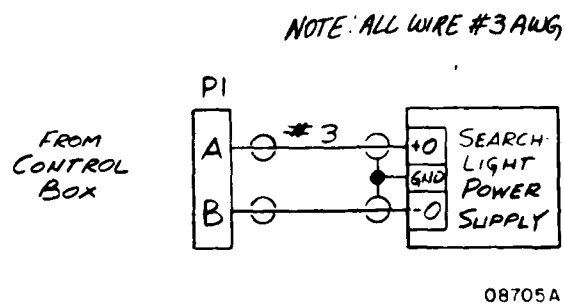 NOTE: ALL WIRE #3 AWG
P1
FROM
CONTROL
BOX
A
B
#3
+O
GND
-O
SEARCH-
LIGHT
POWER
SUPPLY
08705A